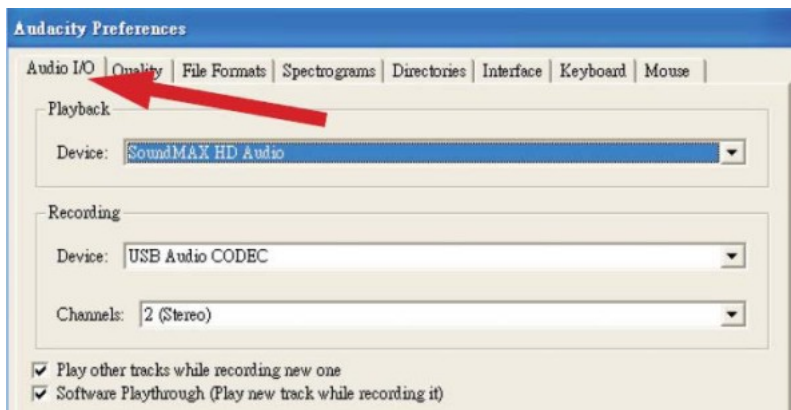 Audacity Preferences
Audio I/O Quality File Formats Spectrograms Directories Interface Keyboard Mouse
Playback
Device: SoundMAX HD Audio
Recording
Device: USB Audio CODEC
Channels: 2 (Stereo)
Play other tracks while recording new one
Software Playthrough (Play new track while recording it)